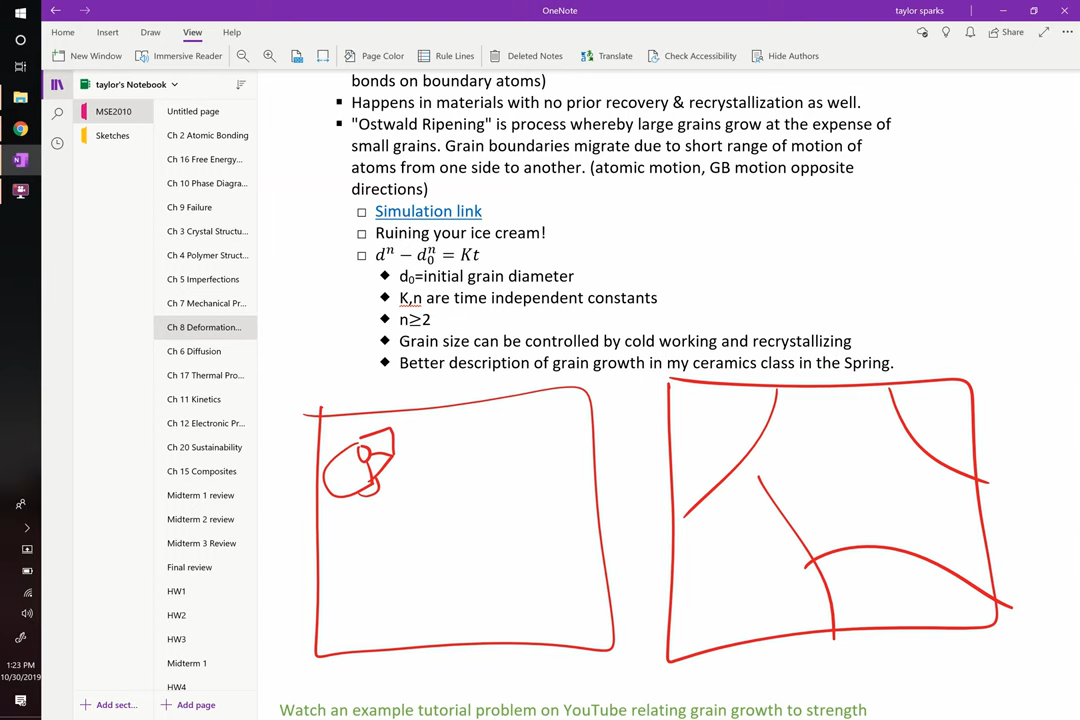 OneNote
taylor sparks
Home
Insert
Draw
View
Help
Share
New Window
Immersive Reader
Page Color
Rule Lines
Deleted Notes
Translate
Check Accessibility
Hide Authors
taylor's Notebook
MSE2010
Sketches
Untitled page
Ch 2 Atomic Bonding
Ch 16 Free Energy...
Ch 10 Phase Diagra...
Ch 9 Failure
Ch 3 Crystal Structu...
Ch 4 Polymer Struct...
Ch 5 Imperfections
Ch 7 Mechanical Pr...
Ch 8 Deformation...
Ch 6 Diffusion
Ch 17 Thermal Pro...
Ch 11 Kinetics
Ch 12 Electronic Pr...
Ch 20 Sustainability
Ch 15 Composites
Midterm 1 review
Midterm 2 review
Midterm 3 Review
Final review
HW1
HW2
HW3
Midterm 1
HW4
Add sect...
Add page
bonds on boundary atoms)
Happens in materials with no prior recovery & recrystallization as well.
"Ostwald Ripening" is process whereby large grains grow at the expense of
small grains. Grain boundaries migrate due to short range of motion of
atoms from one side to another. (atomic motion, GB motion opposite
directions)
Simulation link
Ruining your ice cream!
dⁿ − d₀ⁿ = Kt
d₀=initial grain diameter
K,n are time independent constants
n≥2
Grain size can be controlled by cold working and recrystallizing
Better description of grain growth in my ceramics class in the Spring.
Watch an example tutorial problem on YouTube relating grain growth to strength
1:23 PM
10/30/2019